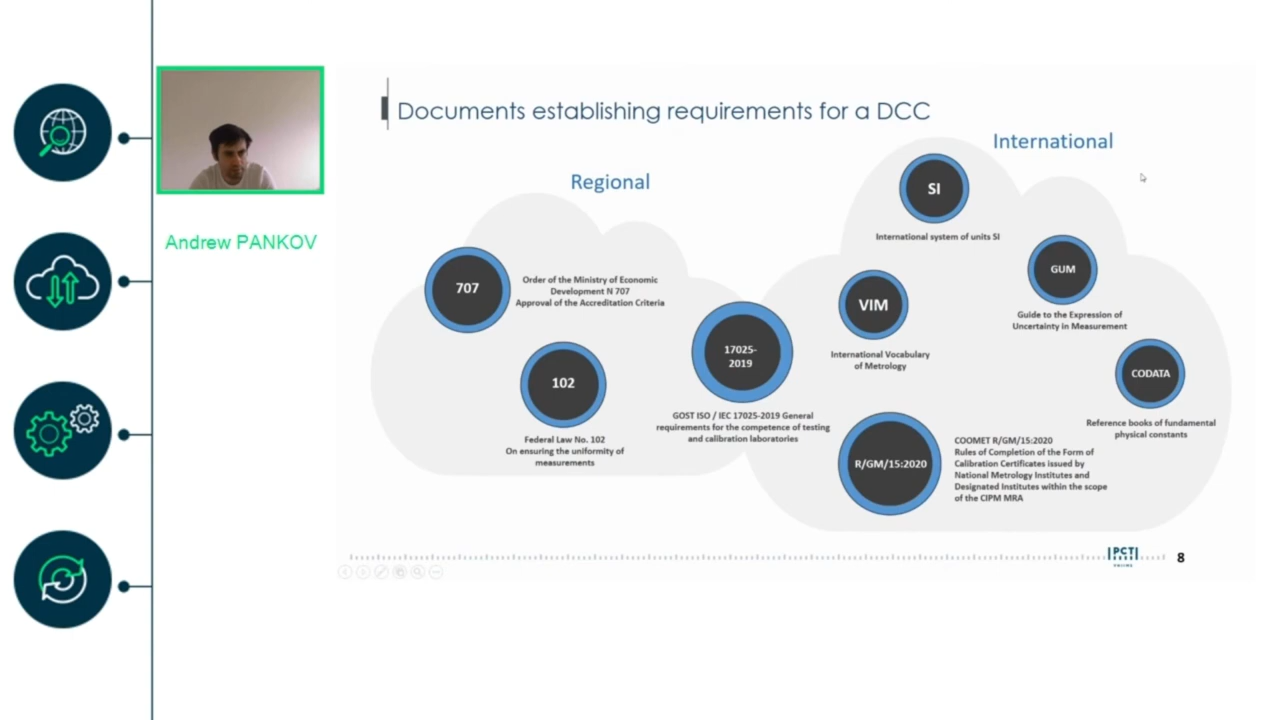 Documents establishing requirements for a DCC
International
Regional
Andrew PANKOV
707
Order of the Ministry of Economic
Development N 707
Approval of the Accreditation Criteria
102
Federal Law No. 102
On ensuring the uniformity of
measurements
17025-
2019
GOST ISO / IEC 17025-2019 General
requirements for the competence of testing
and calibration laboratories
SI
International system of units SI
VIM
International Vocabulary
of Metrology
GUM
Guide to the Expression of
Uncertainty in Measurement
CODATA
Reference books of fundamental
physical constants
R/GM/15:2020
COOMET R/GM/15:2020
Rules of Completion of the Form of
Calibration Certificates issued by
National Metrology Institutes and
Designated Institutes within the scope
of the CIPM MRA
РСТ
8